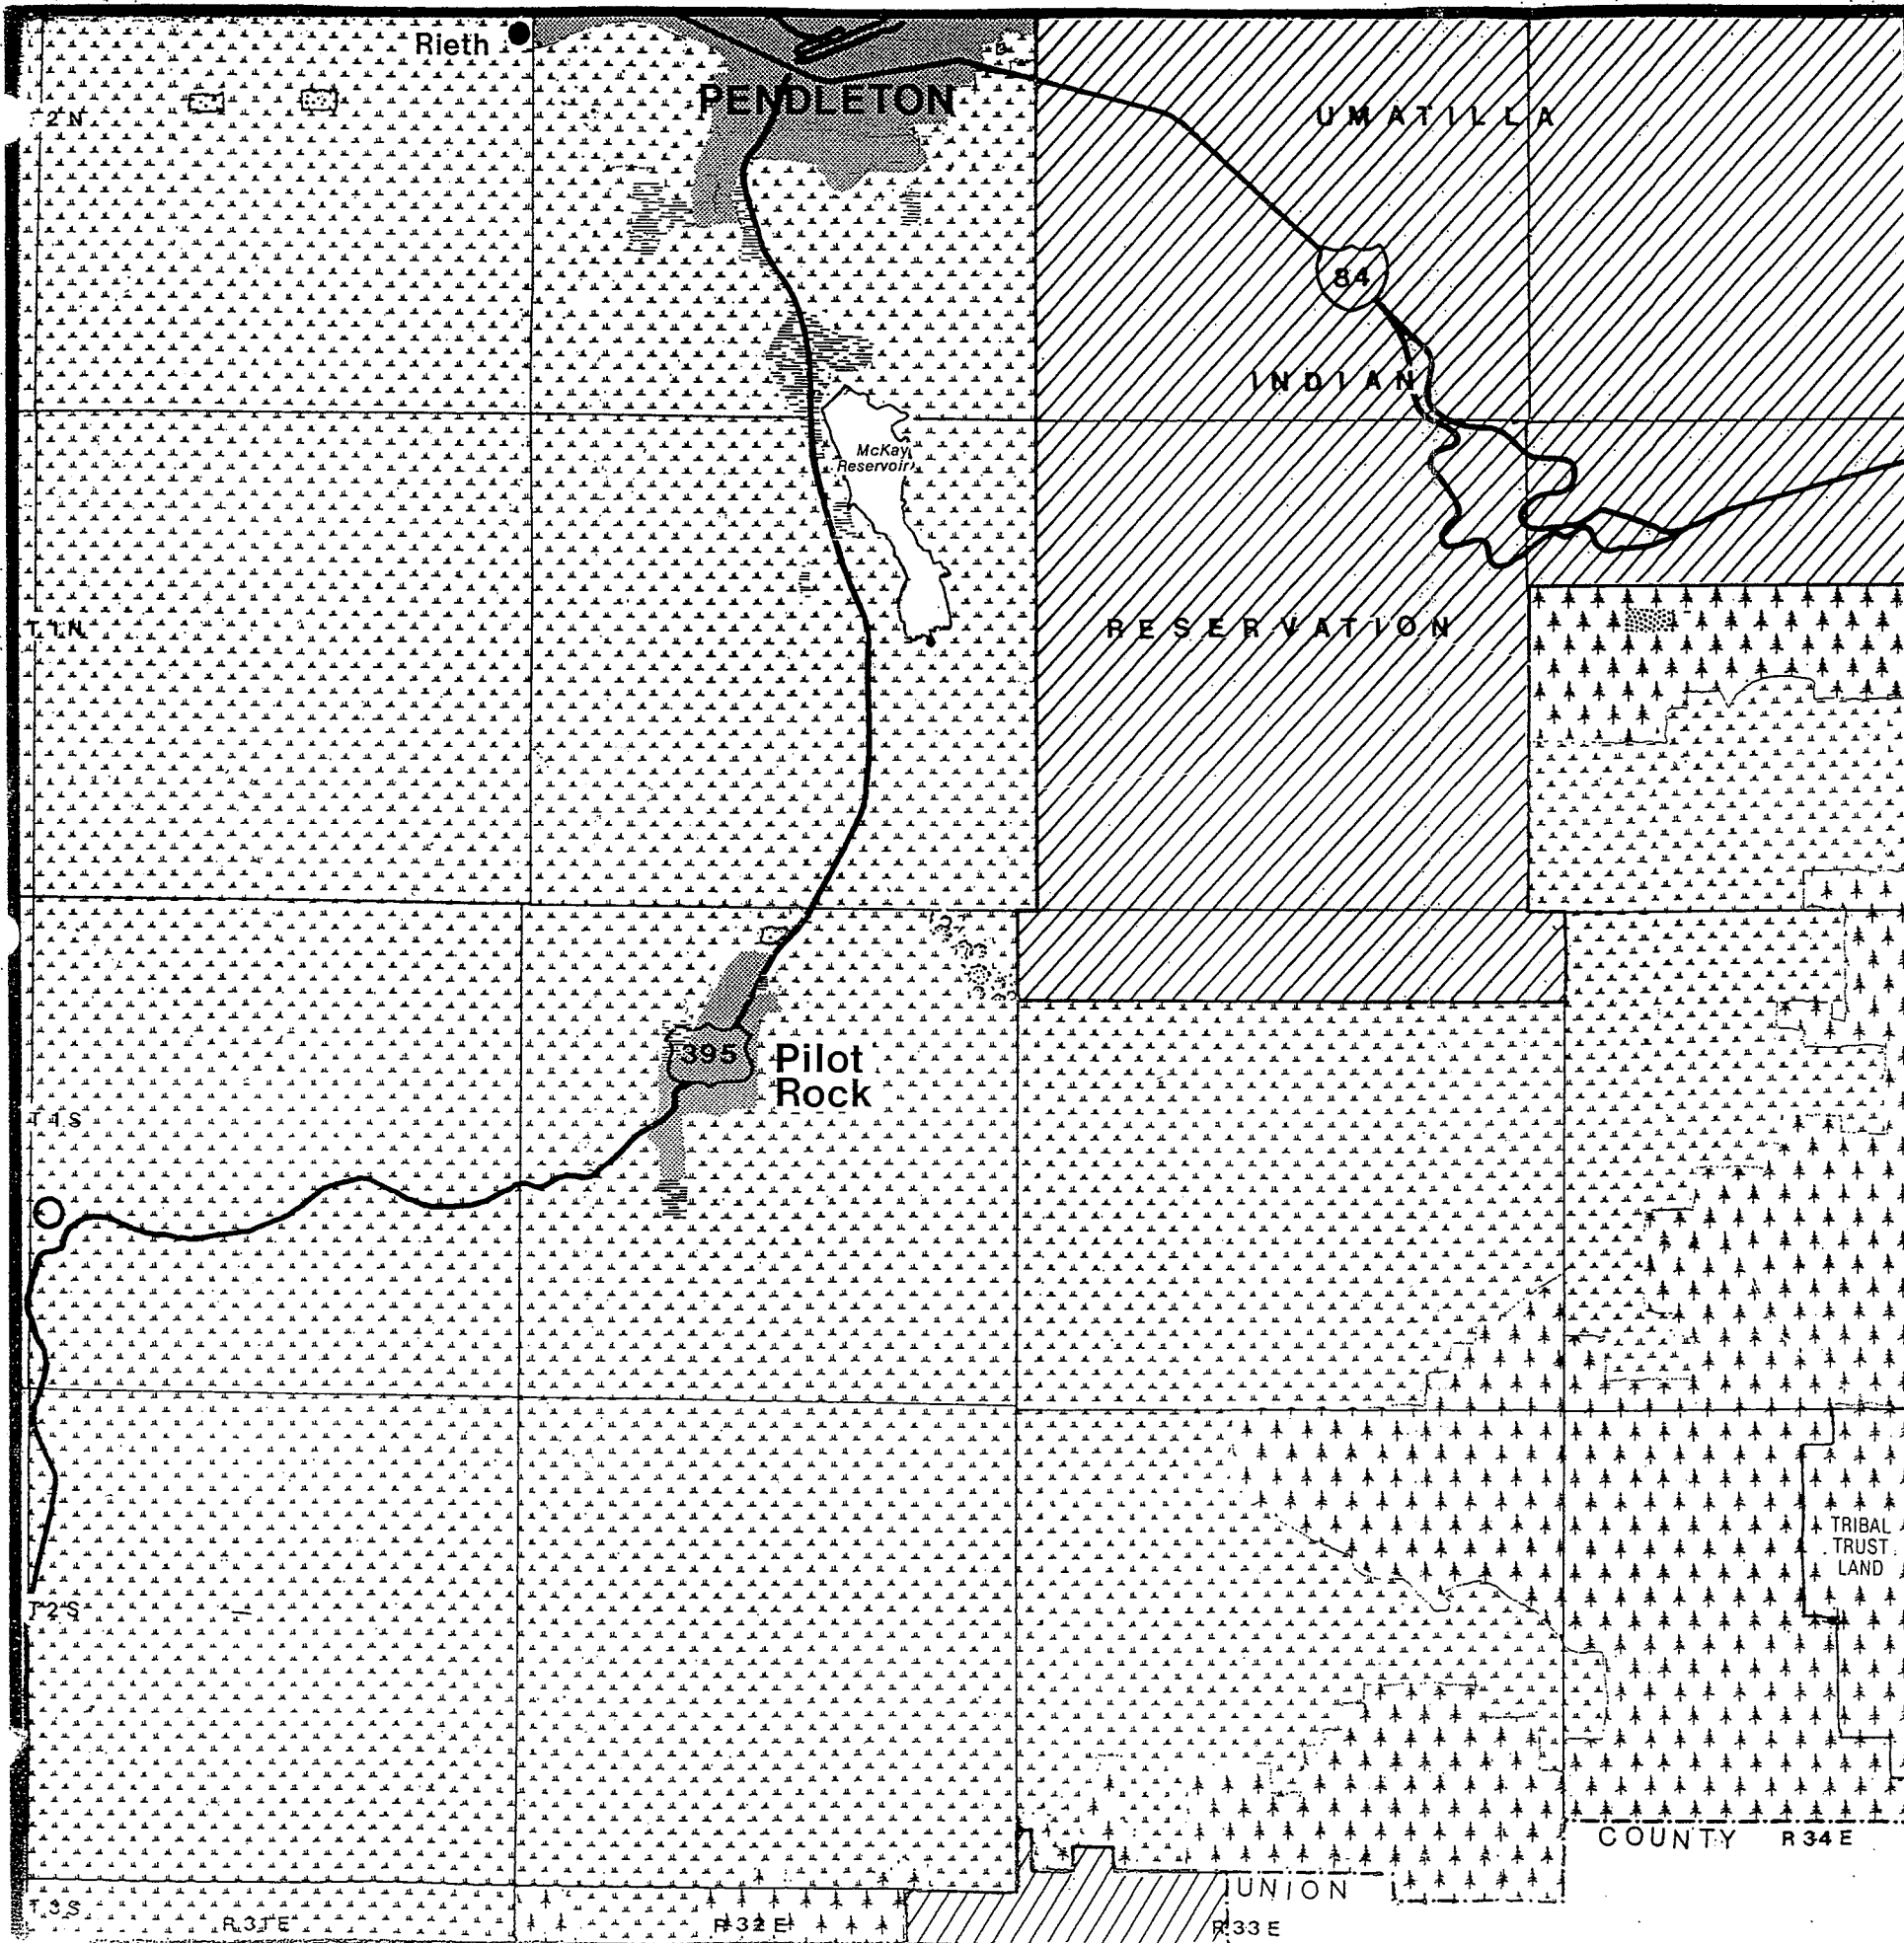 Rieth
PENDLETON
UMATILLA
2 N
84
INDIAN
McKay
Reservoir
T 1 N
RESERVATION
395
Pilot
Rock
T 1 S
TRIBAL
TRUST
LAND
T 2 S
COUNTY R 34 E
UNION
T 3 S
R 31 E
R 32 E
R 33 E